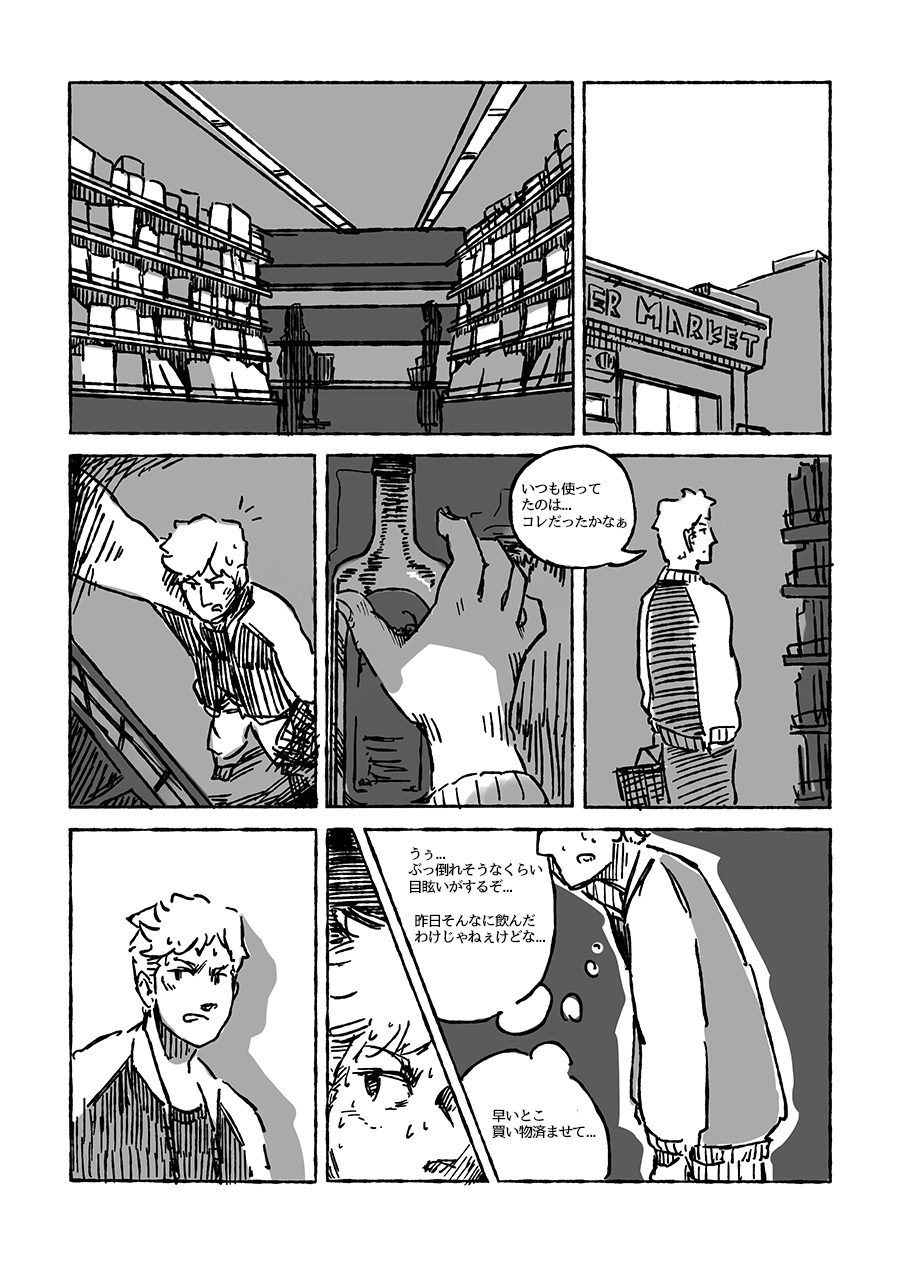 ER MARKET
いつも使って
たのは...
コレだったかなぁ
うぅ...
ぶっ倒れそうなくらい
目眩いがするぞ...
昨日そんなに飲んだ
わけじゃねぇけどな...
早いとこ
買い物済ませて...